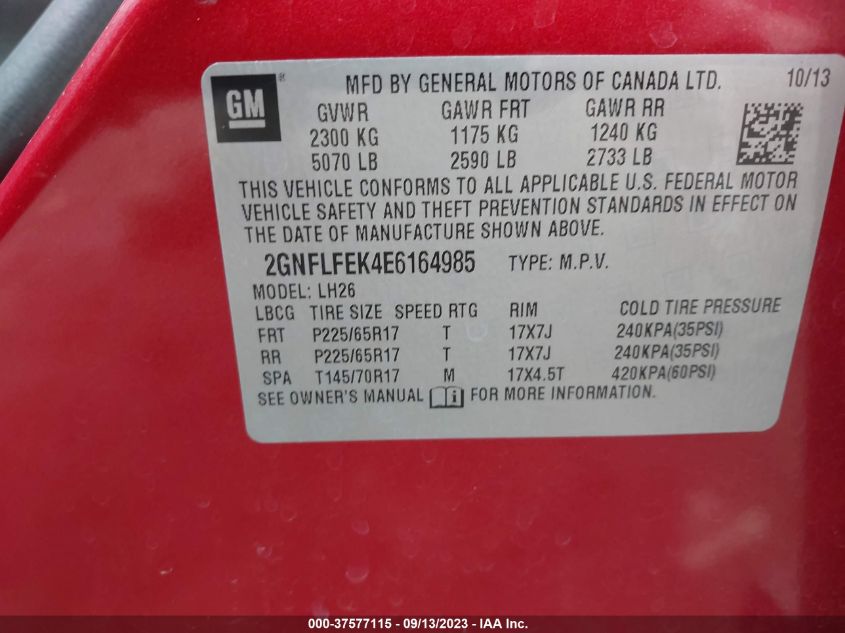 GM ® MFD BY GENERAL MOTORS OF CANADA LTD. 10/13
GVWR GAWR FRT GAWR RR
2300 KG 1175 KG 1240 KG
5070 LB 2590 LB 2733 LB
THIS VEHICLE CONFORMS TO ALL APPLICABLE U.S. FEDERAL MOTOR
VEHICLE SAFETY AND THEFT PREVENTION STANDARDS IN EFFECT ON
THE DATE OF MANUFACTURE SHOWN ABOVE.
2GNFLFEK4E6164985 TYPE: M.P.V.
MODEL: LH26
LBCG TIRE SIZE SPEED RTG RIM COLD TIRE PRESSURE
FRT P225/65R17 T 17X7J 240KPA(35PSI)
RR P225/65R17 T 17X7J 240KPA(35PSI)
SPA T145/70R17 M 17X4.5T 420KPA(60PSI)
SEE OWNER'S MANUAL i FOR MORE INFORMATION.
000-37577115 - 09/13/2023 - IAA Inc.